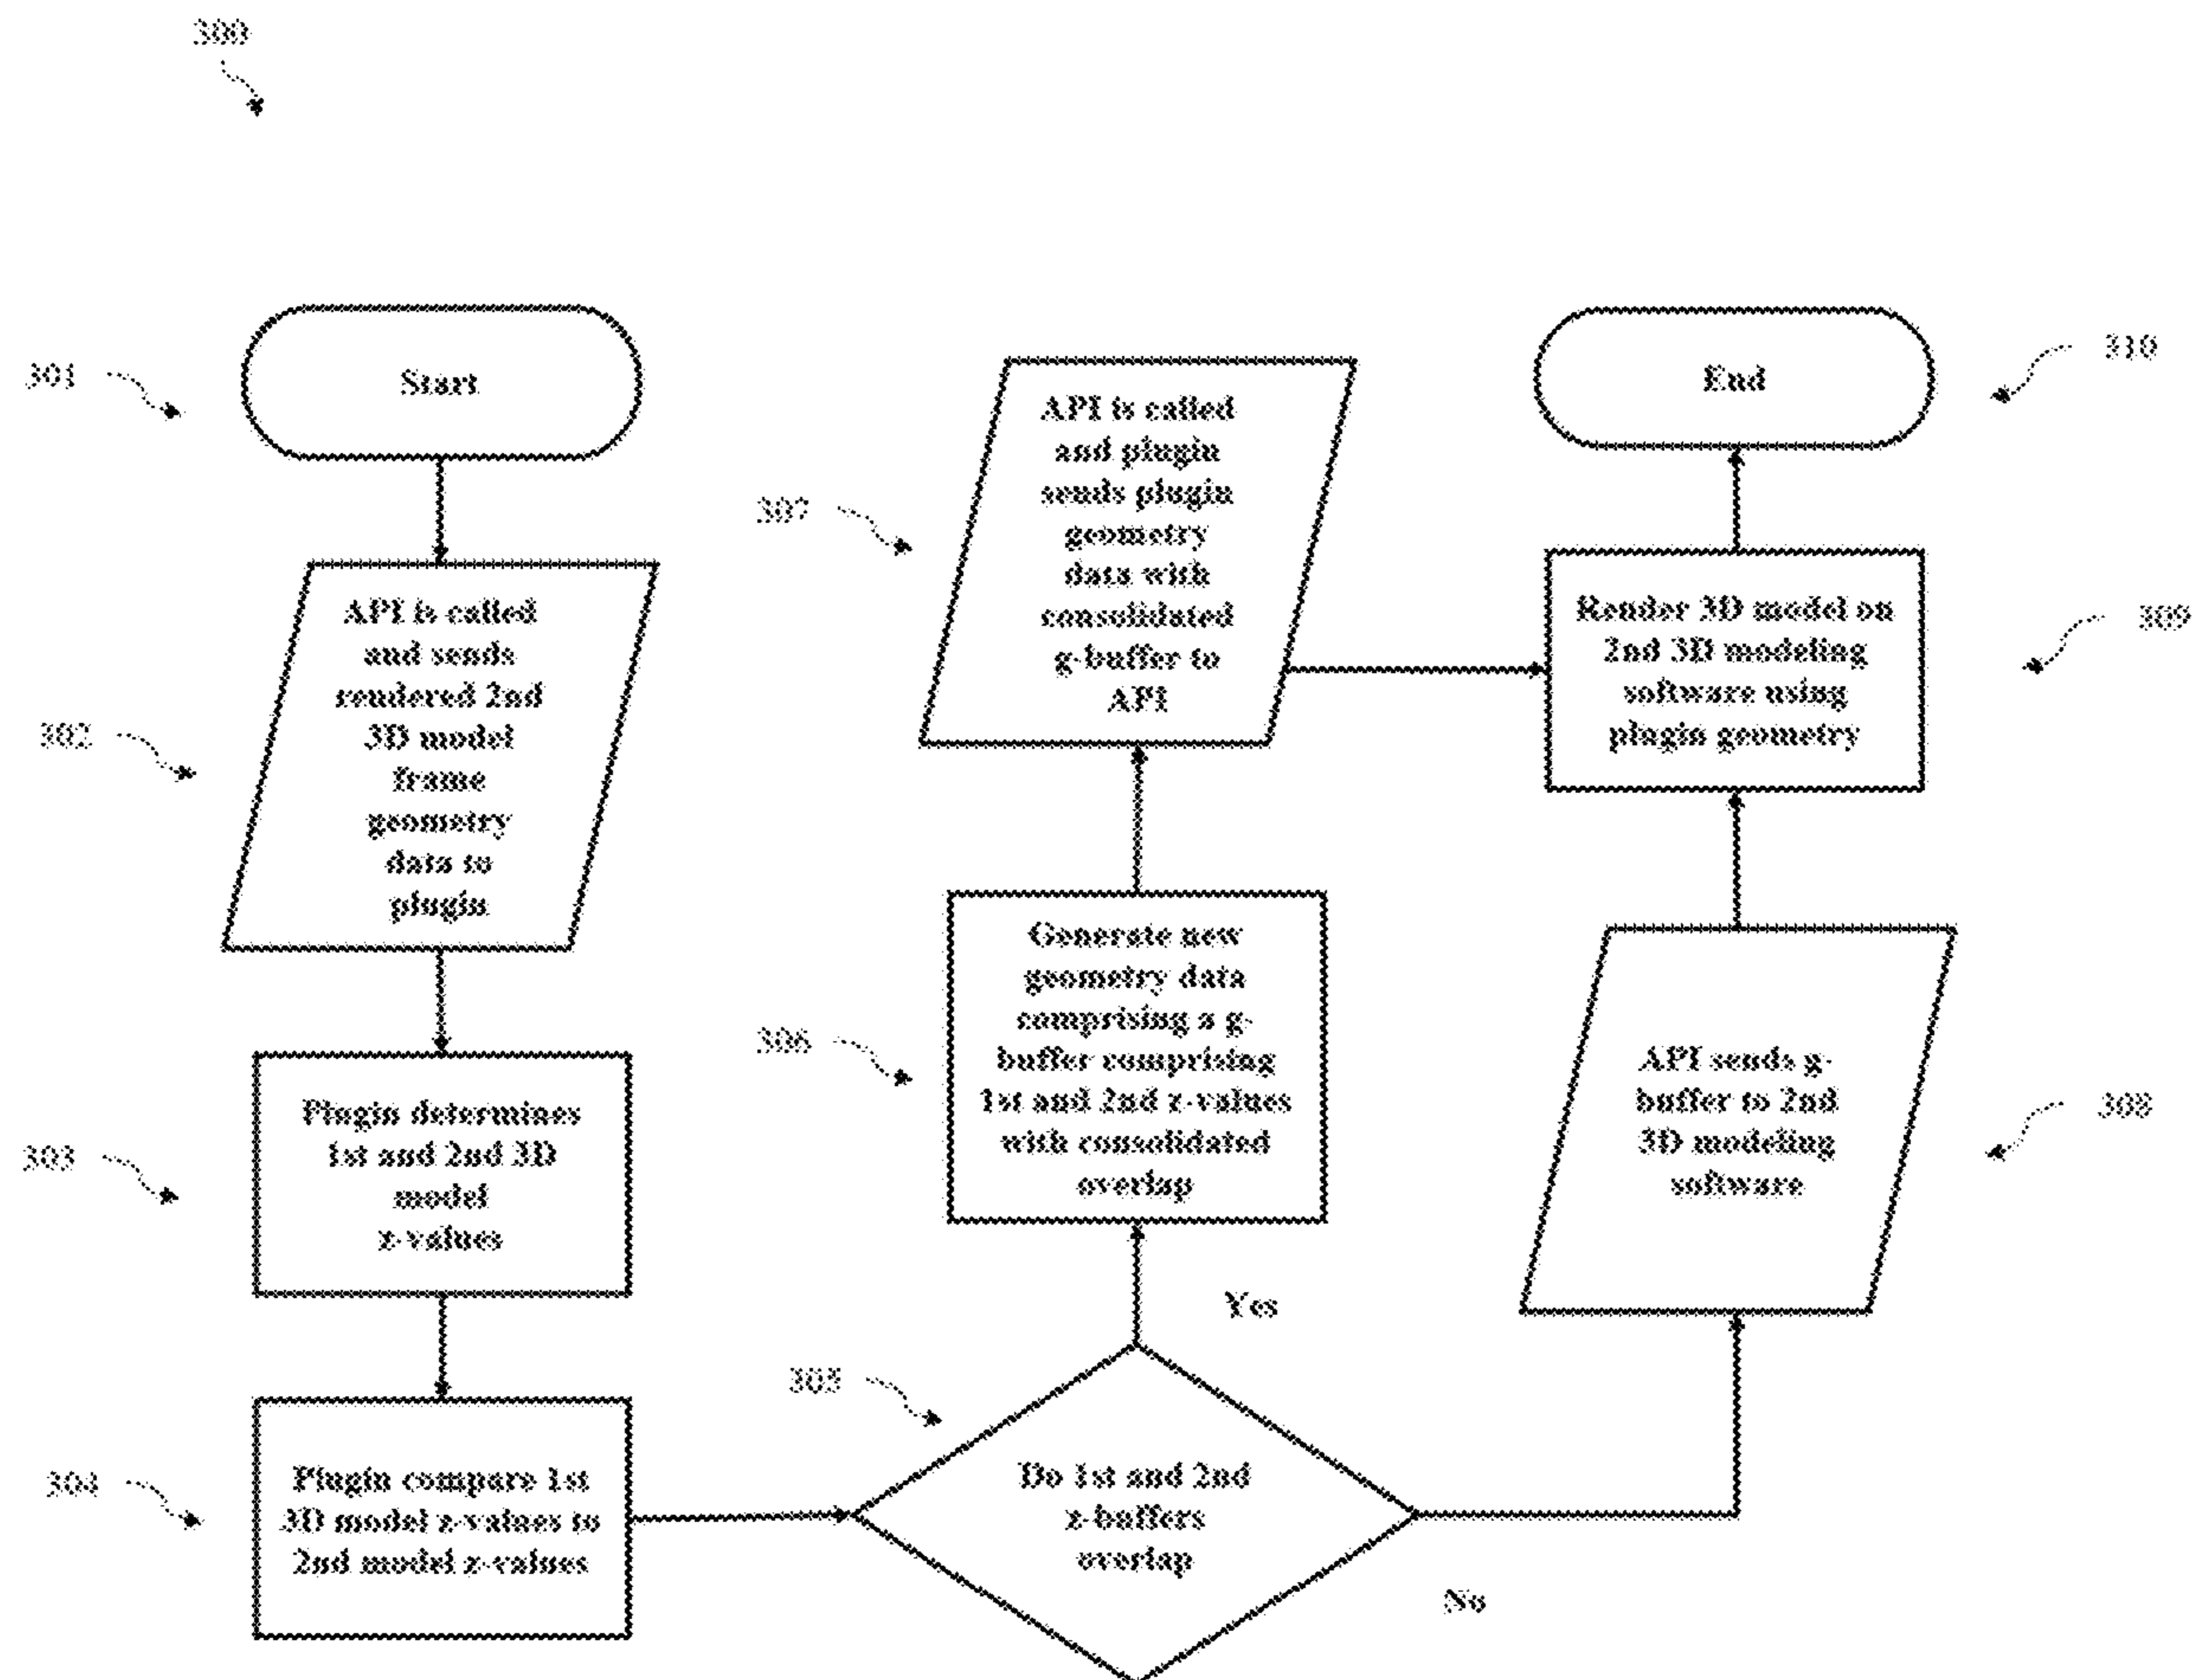 300
301
Start
302
API is called
and sends
rendered 2nd
3D model
frame
geometry
data to
plugin
303
Plugin determines
1st and 2nd 3D
model
z-values
304
Plugin compare 1st
3D model z-values to
2nd model z-values
305
Do 1st and 2nd
z-buffers
overlap
Yes
No
306
Generate new
geometry data
comprising a g-
buffer comprising
1st and 2nd z-values
with consolidated
overlap
307
API is called
and plugin
sends plugin
geometry
data with
consolidated
g-buffer to
API
308
API sends g-
buffer to 2nd
3D modeling
software
309
Render 3D model on
2nd 3D modeling
software using
plugin geometry
310
End